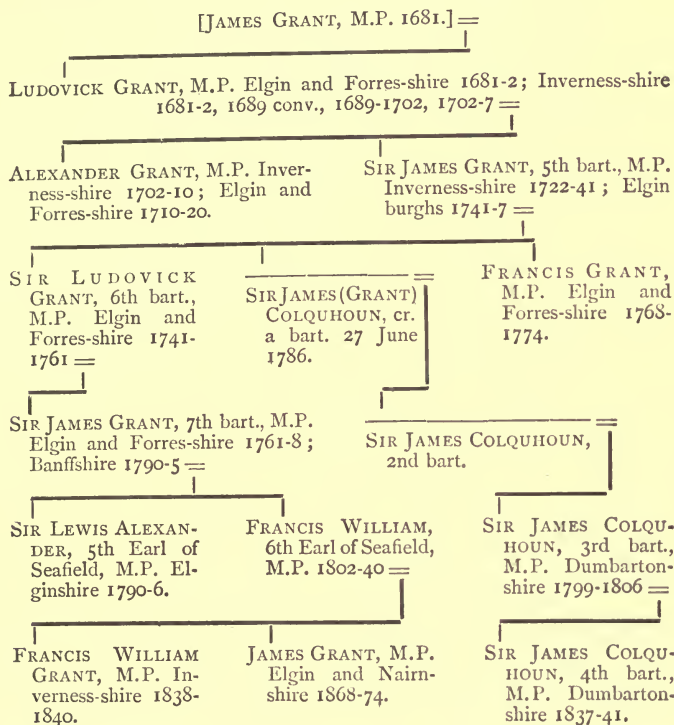 [JAMES GRANT, M.P. 1681.] =
LUDOVICK GRANT, M.P. Elgin and Forres-shire 1681-2; Inverness-shire
1681-2, 1689 conv., 1689-1702, 1702-7 =
ALEXANDER GRANT, M.P. Inver-
ness-shire 1702-10; Elgin and
Forres-shire 1710-20.
SIR JAMES GRANT, 5th bart., M.P.
Inverness-shire 1722-41; Elgin
burghs 1741-7 =
SIR LUDOVICK
GRANT, 6th bart.,
M.P. Elgin and
Forres-shire 1741-
1761 =
=
SIR JAMES (GRANT)
COLQUHOUN, cr.
a bart. 27 June
1786.
FRANCIS GRANT,
M.P. Elgin and
Forres-shire 1768-
1774.
SIR JAMES GRANT, 7th bart., M.P.
Elgin and Forres-shire 1761-8;
Banffshire 1790-5 =
=
SIR JAMES COLQUHOUN,
2nd bart.
SIR LEWIS ALEXAN-
DER, 5th Earl of
Seafield, M.P. El-
ginshire 1790-6.
FRANCIS WILLIAM,
6th Earl of Seafield,
M.P. 1802-40 =
SIR JAMES COLQU-
HOUN, 3rd bart.,
M.P. Dumbarton-
shire 1799-1806 =
FRANCIS WILLIAM
GRANT, M.P. In-
verness-shire 1838-
1840.
JAMES GRANT, M.P.
Elgin and Nairn-
shire 1868-74.
SIR JAMES COLQU-
HOUN, 4th bart.,
M.P. Dumbarton-
shire 1837-41.